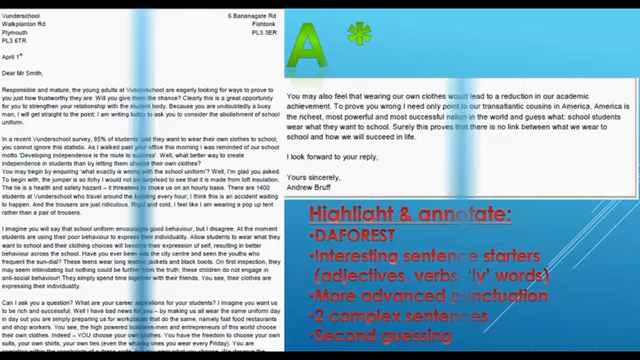 Vunderschool
6 Bananagate Rd
Walkplanton Rd
Fishtonk
Plymouth
PL3 3ER
PL3 6TR
April 1st
Dear Mr Smith,
Responsible and mature, the young adults at Vunderschool are eagerly looking for ways to prove to
you just how trustworthy they are. Will you give them the chance? Clearly this is a great opportunity
for you to strengthen your relationship with the student body. Because you are undoubtedly a busy
man, I will get straight to the point: I am writing today to ask you to consider the abolishment of school
uniform.
In a recent Vunderschool survey, 85% of students said they want to wear their own clothes to school;
you cannot ignore this statistic. As I walked past your office this morning I was reminded of our school
motto 'Developing independence is the route to success'. Well, what better way to create
independence in students than by letting them choose their own clothes?
You may begin by enquiring 'what exactly is wrong with the school uniform'? Well, I'm glad you asked.
To begin with, the jumper is so itchy I would not be surprised to see that it is made from loft insulation.
The tie is a health and safety hazard – it threatens to choke us on an hourly basis. There are 1400
students at Vunderschool who travel around the building every hour; I think this is an accident waiting
to happen. And the trousers are just ridiculous. Rigid and cold, I feel like I am wearing a pop up tent
rather than a pair of trousers.
I imagine you will say that school uniform encourages good behaviour, but I disagree. At the moment
students are using their poor behaviour to express their individuality. Allow students to wear what they
want to school and their clothing choices will become their expression of self, resulting in better
behaviour across the school. Have you ever been into the city centre and seen the youths who
frequent the sun-dial? These teens wear long leather jackets and black boots. On first inspection, they
may seem intimidating but nothing could be further from the truth; these children do not engage in
anti-social behaviour! They simply spend time together with their friends. You see, their clothes are
expressing their individuality.
Can I ask you a question? What are your career aspirations for your students? I imagine you want us
to be rich and successful. Well I have bad news for you – by making us all wear the same uniform day
in day out you are simply preparing us for workplaces that do the same, namely fast food restaurants
and shop workers. You see, the high powered business-men and entrepreneurs of this world choose
their own clothes. Indeed – YOU choose your own clothes. You have the freedom to choose your own
suits, your own shirts, your own ties (even the whacky ones you wear every Friday). You are
A *
You may also feel that wearing our own clothes would lead to a reduction in our academic
achievement. To prove you wrong I need only point to our transatlantic cousins in America. America is
the richest, most powerful and most successful nation in the world and guess what: school students
wear what they want to school. Surely this proves that there is no link between what we wear to
school and how we will succeed in life.
I look forward to your reply,
Yours sincerely,
Andrew Bruff
Highlight & annotate:
•DAFOREST
•Interesting sentence starters
(adjectives verbs 'ly' words)
•More advanced punctuation
•2 complex sentences
•Second guessing